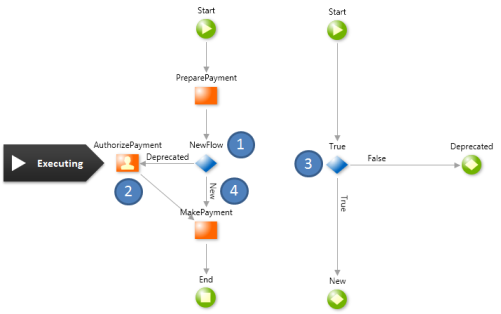 Start
Start
PreparePayment
AuthorizePayment
NewFlow
1
Executing
Deprecated
3
True
False
Deprecated
2
New
4
True
MakePayment
End
New